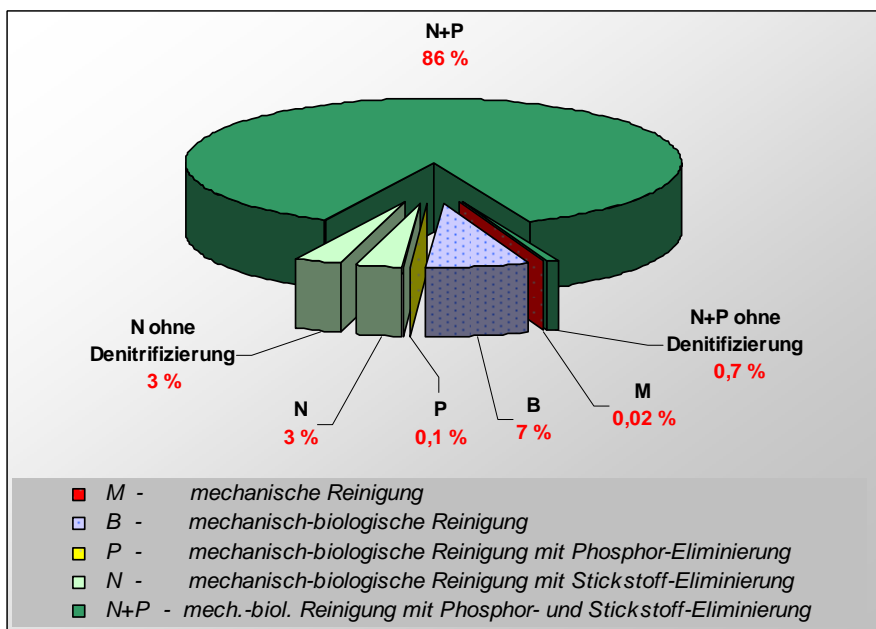 N+P
86 %
N ohne
Denitrifizierung
3 %
N
3 %
P
0,1 %
B
7 %
M
0,02 %
N+P ohne
Denitifizierung
0,7 %
M - mechanische Reinigung
B - mechanisch-biologische Reinigung
P - mechanisch-biologische Reinigung mit Phosphor-Eliminierung
N - mechanisch-biologische Reinigung mit Stickstoff-Eliminierung
N+P - mech.-biol. Reinigung mit Phosphor- und Stickstoff-Eliminierung